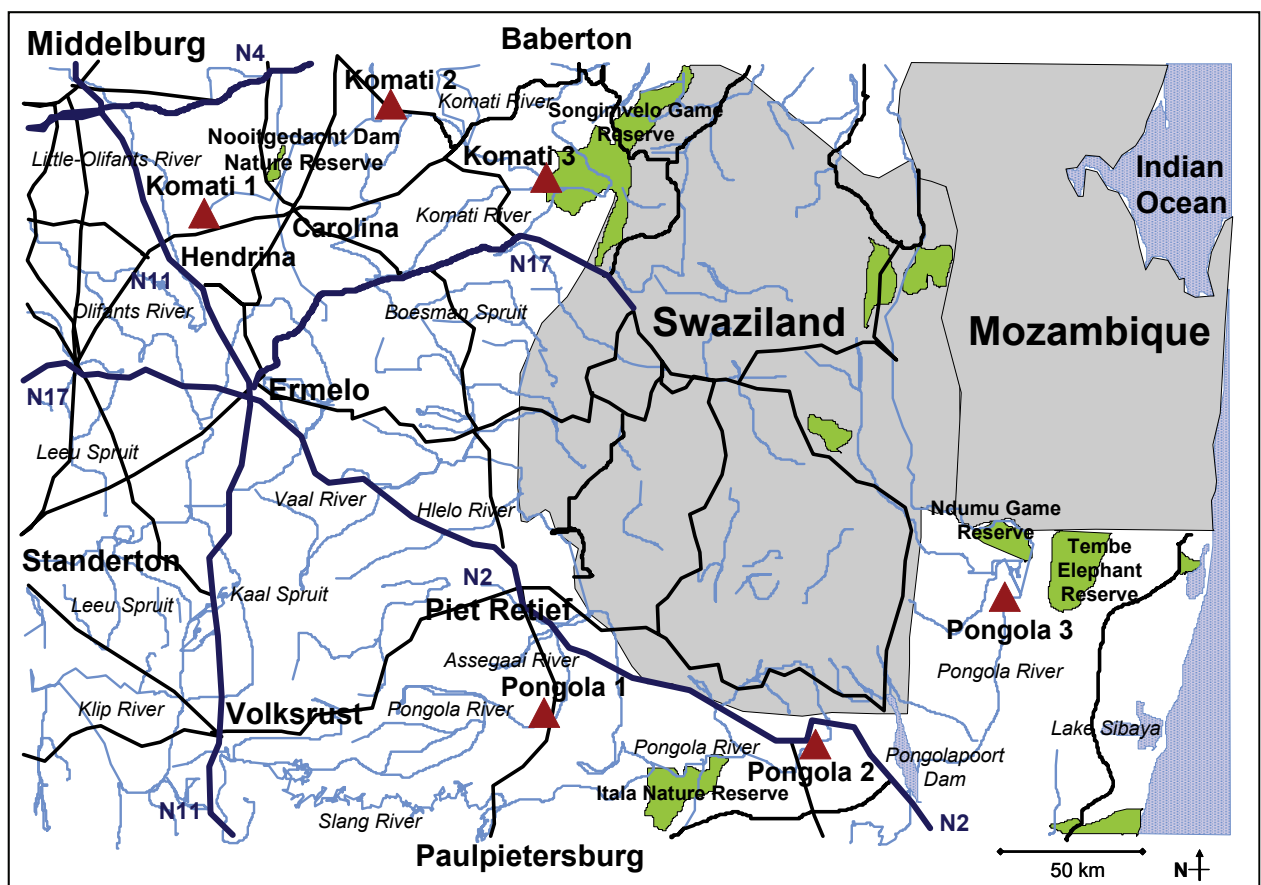 Middelburg
N4
Baberton
Komati 2
Komati River
Songimvelo Game
Reserve
Nooitgedacht Dam
Nature Reserve
Little-Olifants River
Komati 3
Komati 1
Indian
Ocean
Komati River
Carolina
Hendrina
N17
N11
Olifants River
Boesman Spruit
Swaziland
Mozambique
N17
Ermelo
Leeu Spruit
Vaal River
Hlelo River
Ndumu Game
Reserve
Tembe
Elephant
Reserve
Standerton
N2
Leeu Spruit
Kaal Spruit
Piet Retief
Pongola 3
Assegaai River
Pongola River
Pongola 1
Klip River
Volksrust
Pongola River
Lake Sibaya
Pongola River
Pongola 2
Pongolapoort
Dam
Itala Nature Reserve
N11
Slang River
N2
Paulpietersburg
50 km
N